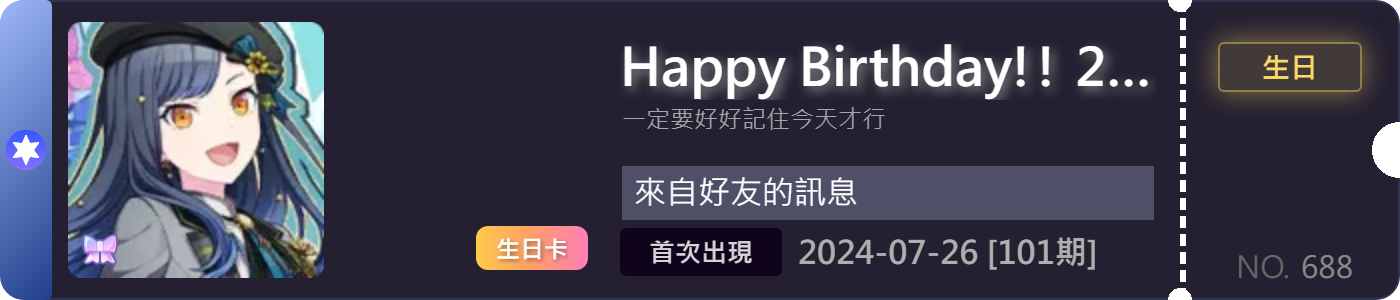 Happy Birthday!! 2...
一定要好好記住今天才行
來自好友的訊息
生日卡
首次出現
2024-07-26 [101期]
生日
NO. 688